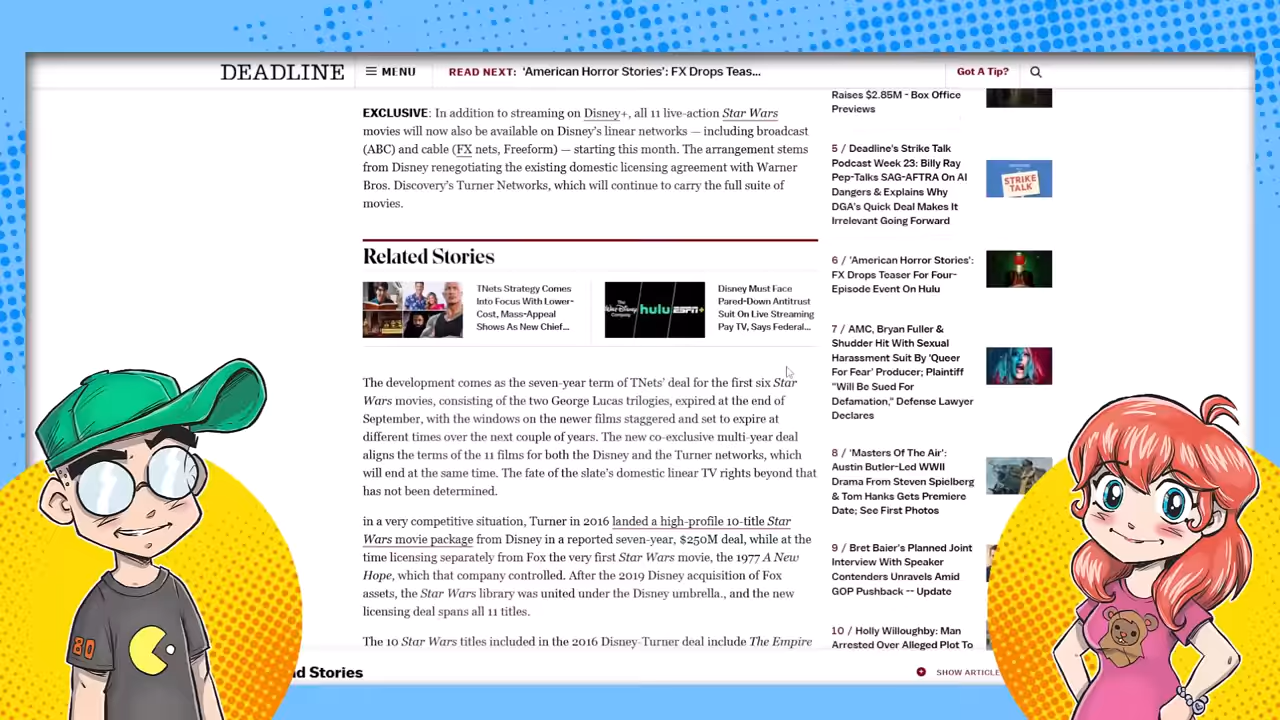 DEADLINE
MENU
READ NEXT: 'American Horror Stories': FX Drops Teas...
Got A Tip?
EXCLUSIVE: In addition to streaming on Disney+, all 11 live-action Star Wars
movies will now also be available on Disney's linear networks — including broadcast
(ABC) and cable (FX nets, Freeform) — starting this month. The arrangement stems
from Disney renegotiating the existing domestic licensing agreement with Warner
Bros. Discovery's Turner Networks, which will continue to carry the full suite of
movies.
Related Stories
TNets Strategy Comes
Into Focus With Lower-
Cost, Mass-Appeal
Shows As New Chief...
The Walt Disney Company
hulu
ESPN+
Disney Must Face
Pared-Down Antitrust
Suit On Live Streaming
Pay TV, Says Federal...
The development comes as the seven-year term of TNets' deal for the first six Star
Wars movies, consisting of the two George Lucas trilogies, expired at the end of
September, with the windows on the newer films staggered and set to expire at
different times over the next couple of years. The new co-exclusive multi-year deal
aligns the terms of the 11 films for both the Disney and the Turner networks, which
will end at the same time. The fate of the slate's domestic linear TV rights beyond that
has not been determined.
in a very competitive situation, Turner in 2016 landed a high-profile 10-title Star
Wars movie package from Disney in a reported seven-year, $250M deal, while at the
time licensing separately from Fox the very first Star Wars movie, the 1977 A New
Hope, which that company controlled. After the 2019 Disney acquisition of Fox
assets, the Star Wars library was united under the Disney umbrella., and the new
licensing deal spans all 11 titles.
The 10 Star Wars titles included in the 2016 Disney-Turner deal include The Empire
Raises $2.85M - Box Office
Previews
5 / Deadline's Strike Talk
Podcast Week 23: Billy Ray
Pep-Talks SAG-AFTRA On AI
Dangers & Explains Why
DGA's Quick Deal Makes It
Irrelevant Going Forward
STRIKE
TALK
6 / 'American Horror Stories':
FX Drops Teaser For Four-
Episode Event On Hulu
7 / AMC, Bryan Fuller &
Shudder Hit With Sexual
Harassment Suit By 'Queer
For Fear' Producer; Plaintiff
"Will Be Sued For
Defamation," Defense Lawyer
Declares
8 / 'Masters Of The Air':
Austin Butler-Led WWII
Drama From Steven Spielberg
& Tom Hanks Gets Premiere
Date; See First Photos
9 / Bret Baier's Planned Joint
Interview With Speaker
Contenders Unravels Amid
GOP Pushback -- Update
10 / Holly Willoughby: Man
Arrested Over Alleged Plot To
d Stories
SHOW ARTICLE
80